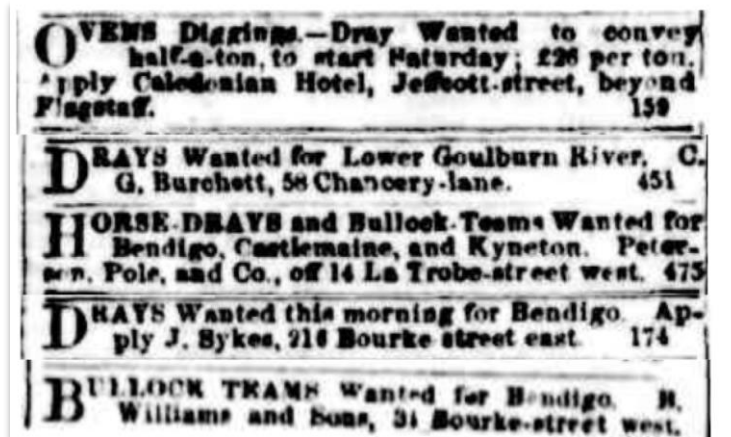 OVENS Diggings.—Dray Wanted to convey
half-a-ton, to start Saturday; £26 per ton.
Apply Caledonian Hotel, Jeffcott-street, beyond
Flagstaff. 159
DRAYS Wanted for Lower Goulburn River. C.
G. Burchett, 58 Chancery-lane. 451
HORSE-DRAYS and Bullock-Teams Wanted for
Bendigo, Castlemaine, and Kyneton. Peter-
son, Pole, and Co., off 14 La Trobe-street west. 475
DRAYS Wanted this morning for Bendigo. Ap-
ply J. Sykes, 216 Bourke street east. 174
BULLOCK TEAMS Wanted for Bendigo.
Williams and Sons, 31 Bourke-street west.